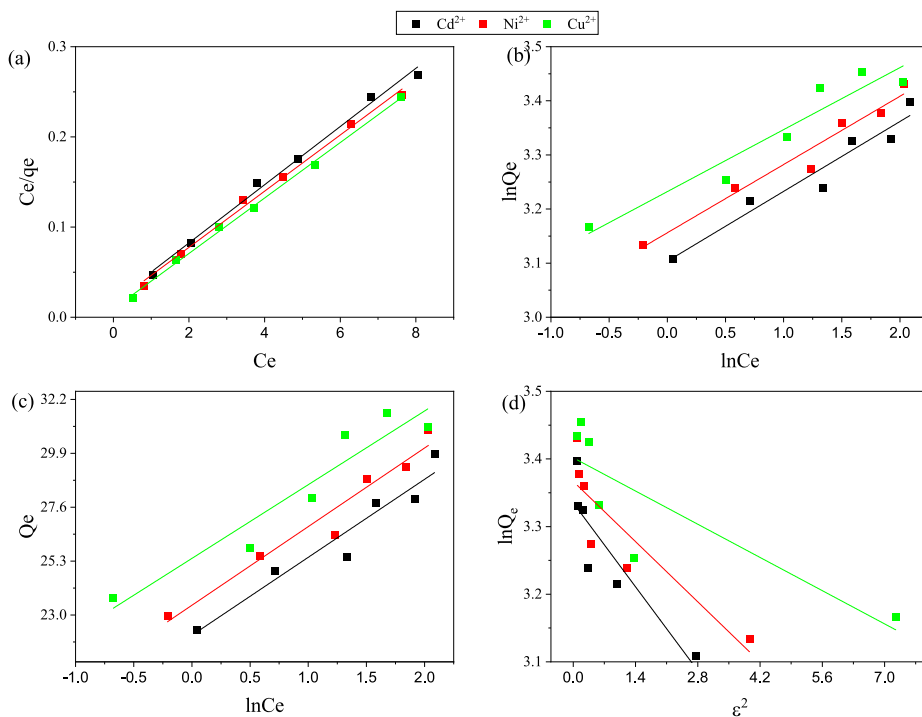 Cd²⁺ Ni²⁺ Cu²⁺
(a)
0.3
0.2
0.1
0.0
Ce/qe
0 2 4 6 8
Ce
(b)
3.5
3.4
3.3
3.2
3.1
3.0
lnQe
-1.0 -0.5 0.0 0.5 1.0 1.5 2.0
lnCe
(c)
32.2
29.9
27.6
25.3
23.0
Qe
-1.0 -0.5 0.0 0.5 1.0 1.5 2.0
lnCe
(d)
3.5
3.4
3.3
3.2
3.1
lnQₑ
0.0 1.4 2.8 4.2 5.6 7.0
ε²